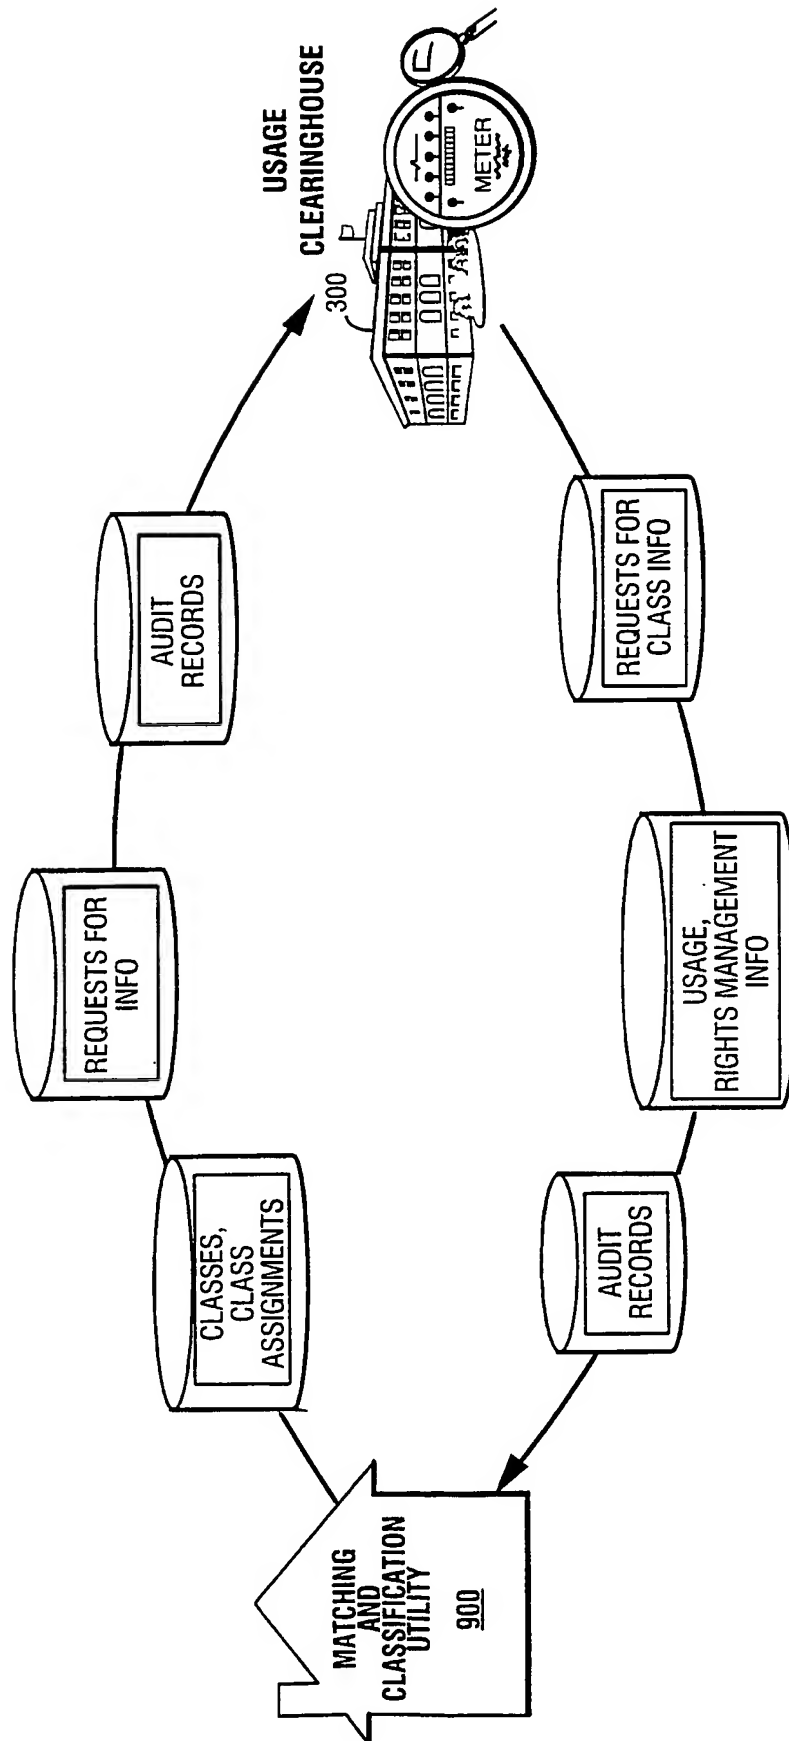 MATCHING
AND
CLASSIFICATION
UTILITY
900
CLASSES,
CLASS
ASSIGNMENTS
REQUESTS FOR
INFO
AUDIT
RECORDS
USAGE
CLEARINGHOUSE
300
METER
REQUESTS FOR
CLASS INFO
USAGE,
RIGHTS MANAGEMENT
INFO
AUDIT
RECORDS